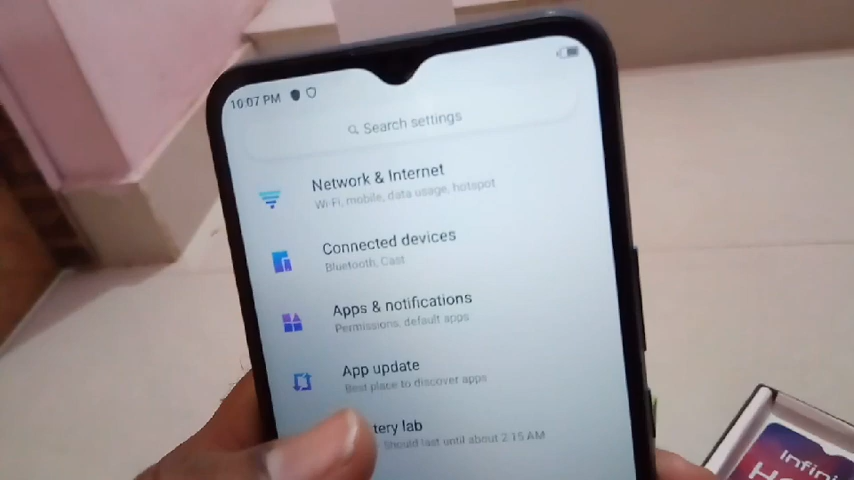 10:07 PM
Search settings
Network & Internet
Wi-Fi, mobile, data usage, hotspot
Connected devices
Bluetooth, Cast
Apps & notifications
Permissions, default apps
App update
Best place to discover apps
tery lab
Should last until about 2:15 AM
Infini
H